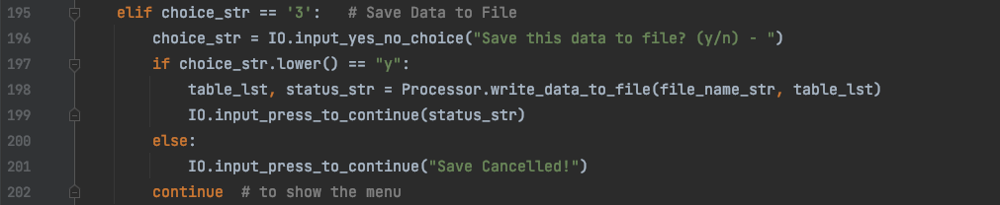 195 elif choice_str == '3':   # Save Data to File
196 choice_str = IO.input_yes_no_choice("Save this data to file? (y/n) - ")
197 if choice_str.lower() == "y":
198 table_lst, status_str = Processor.write_data_to_file(file_name_str, table_lst)
199 IO.input_press_to_continue(status_str)
200 else:
201 IO.input_press_to_continue("Save Cancelled!")
202 continue  # to show the menu